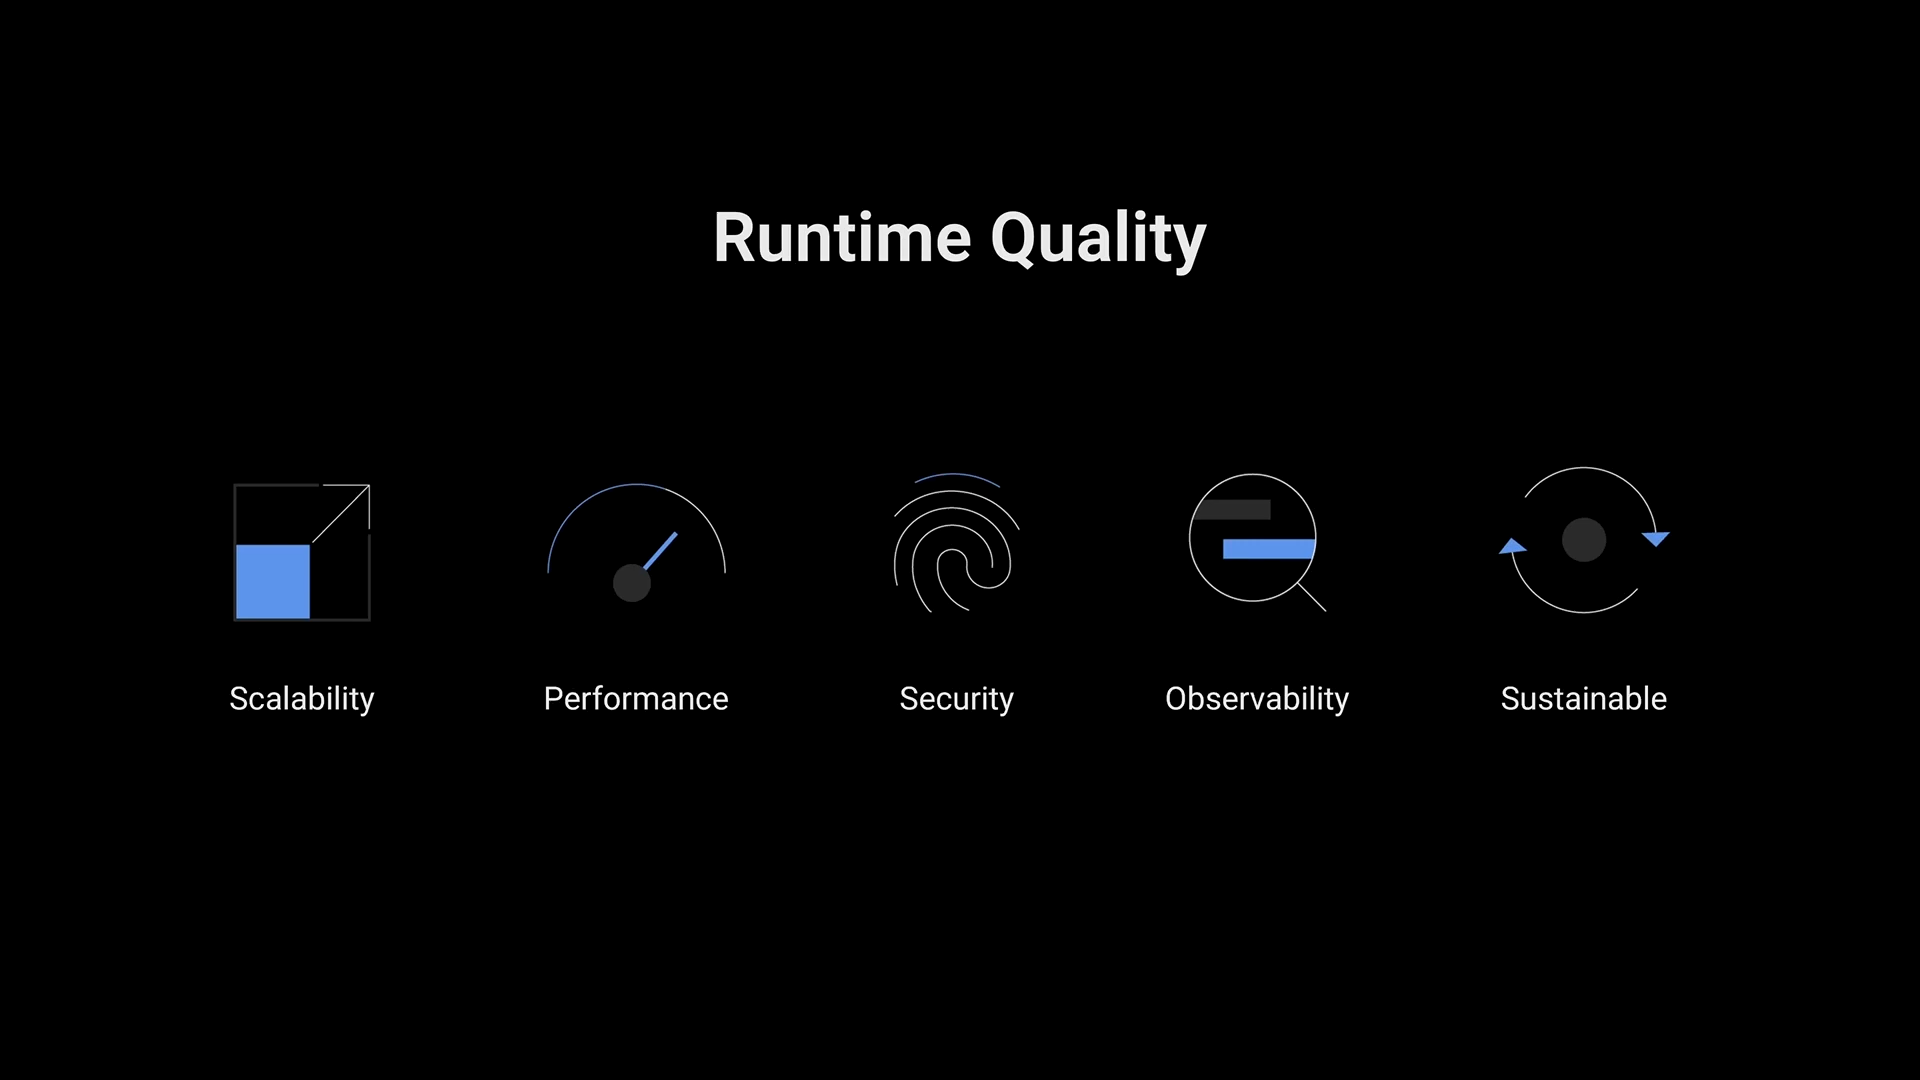 Runtime Quality
Scalability
Performance
Security
Observability
Sustainable